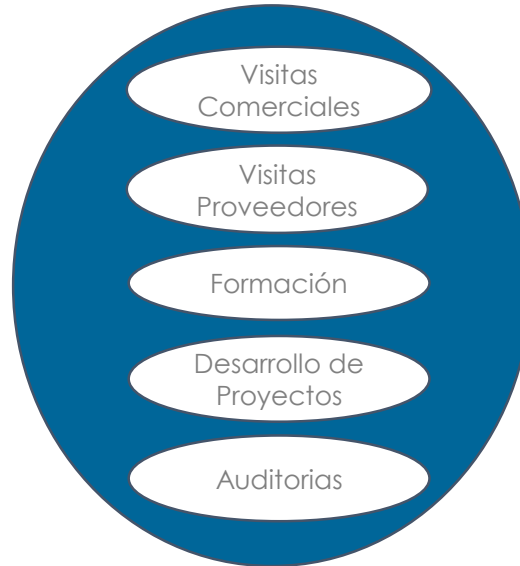 Visitas
Comerciales
Visitas
Proveedores
Formación
Desarrollo de
Proyectos
Auditorias